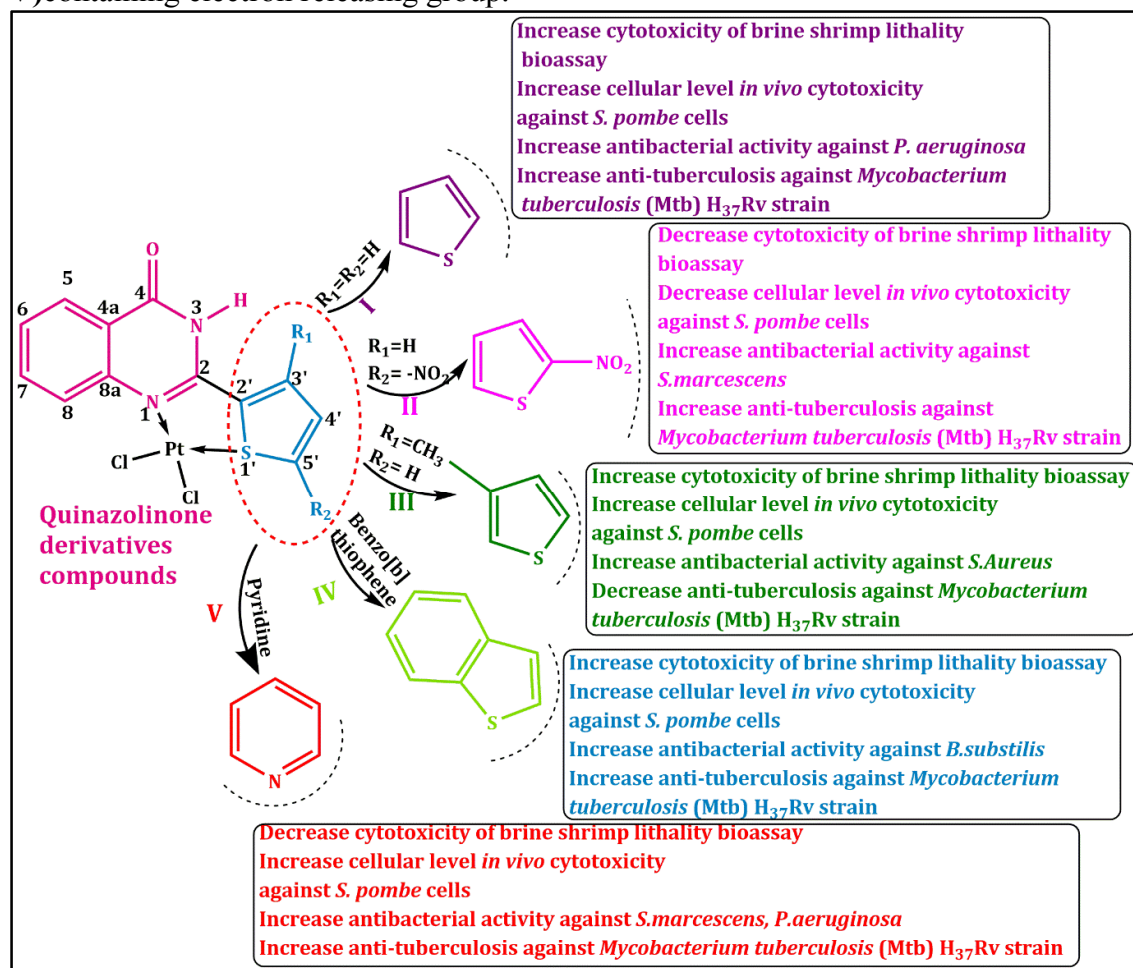 V)containing electron releasing group.
Increase cytotoxicity of brine shrimp lithality
bioassay
Increase cellular level in vivo cytotoxicity
against S. pombe cells
Increase antibacterial activity against P. aeruginosa
Increase anti-tuberculosis against Mycobacterium
tuberculosis (Mtb) H37Rv strain
S
R1=R2=H
I
Decrease cytotoxicity of brine shrimp lithality
bioassay
Decrease cellular level in vivo cytotoxicity
against S. pombe cells
Increase antibacterial activity against
S.marcescens
Increase anti-tuberculosis against
Mycobacterium tuberculosis (Mtb) H37Rv strain
R1=H
R2= -NO2
II
S
NO2
O
5
4
4a
3
H
6
N
R1
2
3'
7
8a
2'
4'
8
1
N
S
1'
5'
Pt
Cl
Cl
R2
Quinazolinone
derivatives
compounds
R1=CH3
R2= H
III
S
Increase cytotoxicity of brine shrimp lithality bioassay
Increase cellular level in vivo cytotoxicity
against S. pombe cells
Increase antibacterial activity against S.Aureus
Decrease anti-tuberculosis against Mycobacterium
tuberculosis (Mtb) H37Rv strain
Benzo[b]
thiophene
IV
S
Increase cytotoxicity of brine shrimp lithality bioassay
Increase cellular level in vivo cytotoxicity
against S. pombe cells
Increase antibacterial activity against B.substilis
Increase anti-tuberculosis against Mycobacterium
tuberculosis (Mtb) H37Rv strain
V
Pyridine
N
Decrease cytotoxicity of brine shrimp lithality bioassay
Increase cellular level in vivo cytotoxicity
against S. pombe cells
Increase antibacterial activity against S.marcescens, P.aeruginosa
Increase anti-tuberculosis against Mycobacterium tuberculosis (Mtb) H37Rv strain